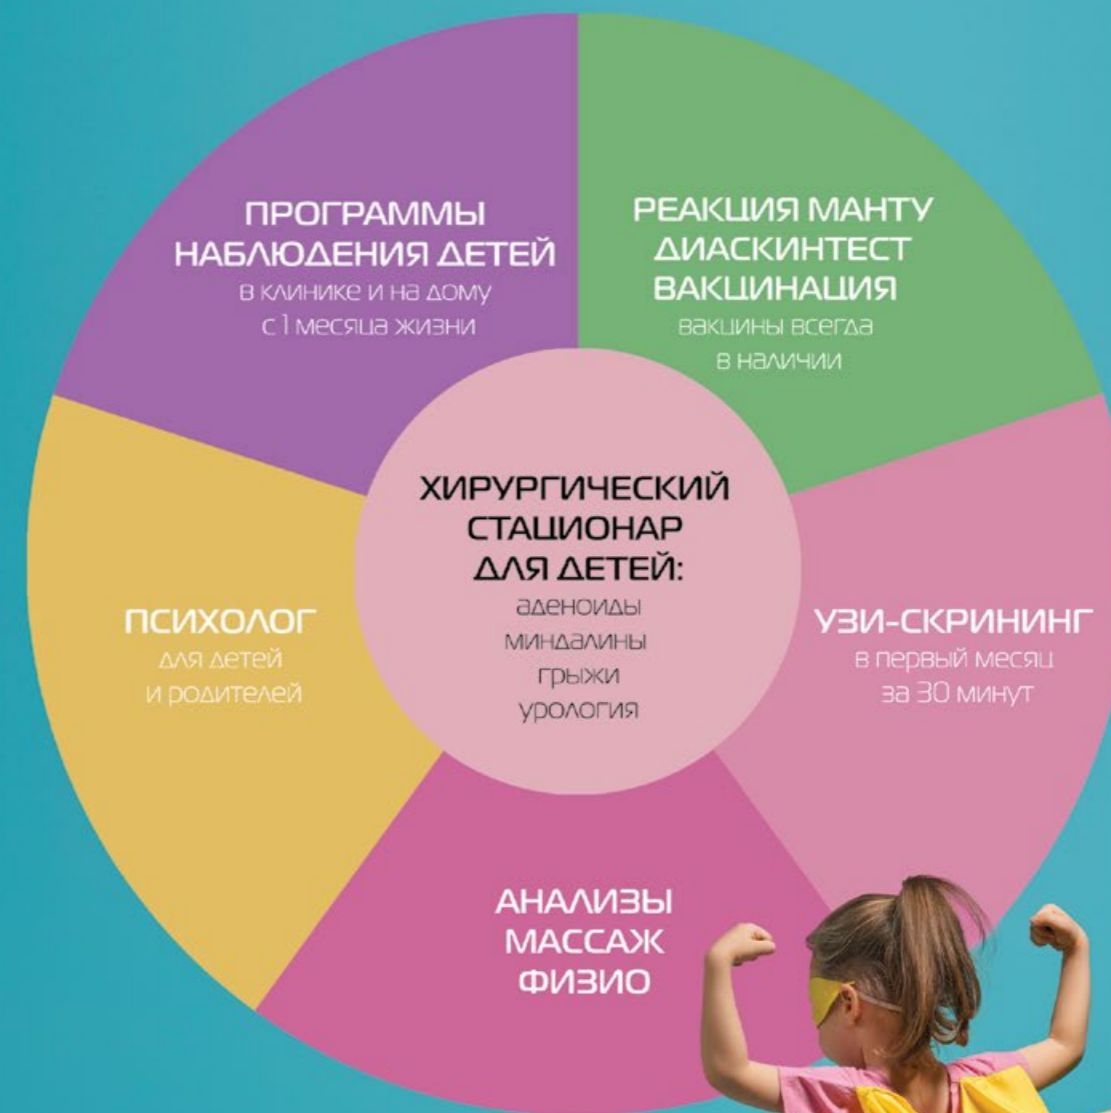 ПРОГРАММЫ
НАБЛЮДЕНИЯ ДЕТЕЙ
в клинике и на дому
с 1 месяца жизни
РЕАКЦИЯ МАНТУ
ДИАСКИНТЕСТ
ВАКЦИНАЦИЯ
вакцины всегда
в наличии
ХИРУРГИЧЕСКИЙ
СТАЦИОНАР
ДЛЯ ДЕТЕЙ:
аденоиды
миндалины
грыжи
урология
ПСИХОЛОГ
для детей
и родителей
УЗИ-СКРИНИНГ
в первый месяц
за 30 минут
АНАЛИЗЫ
МАССАЖ
ФИЗИО